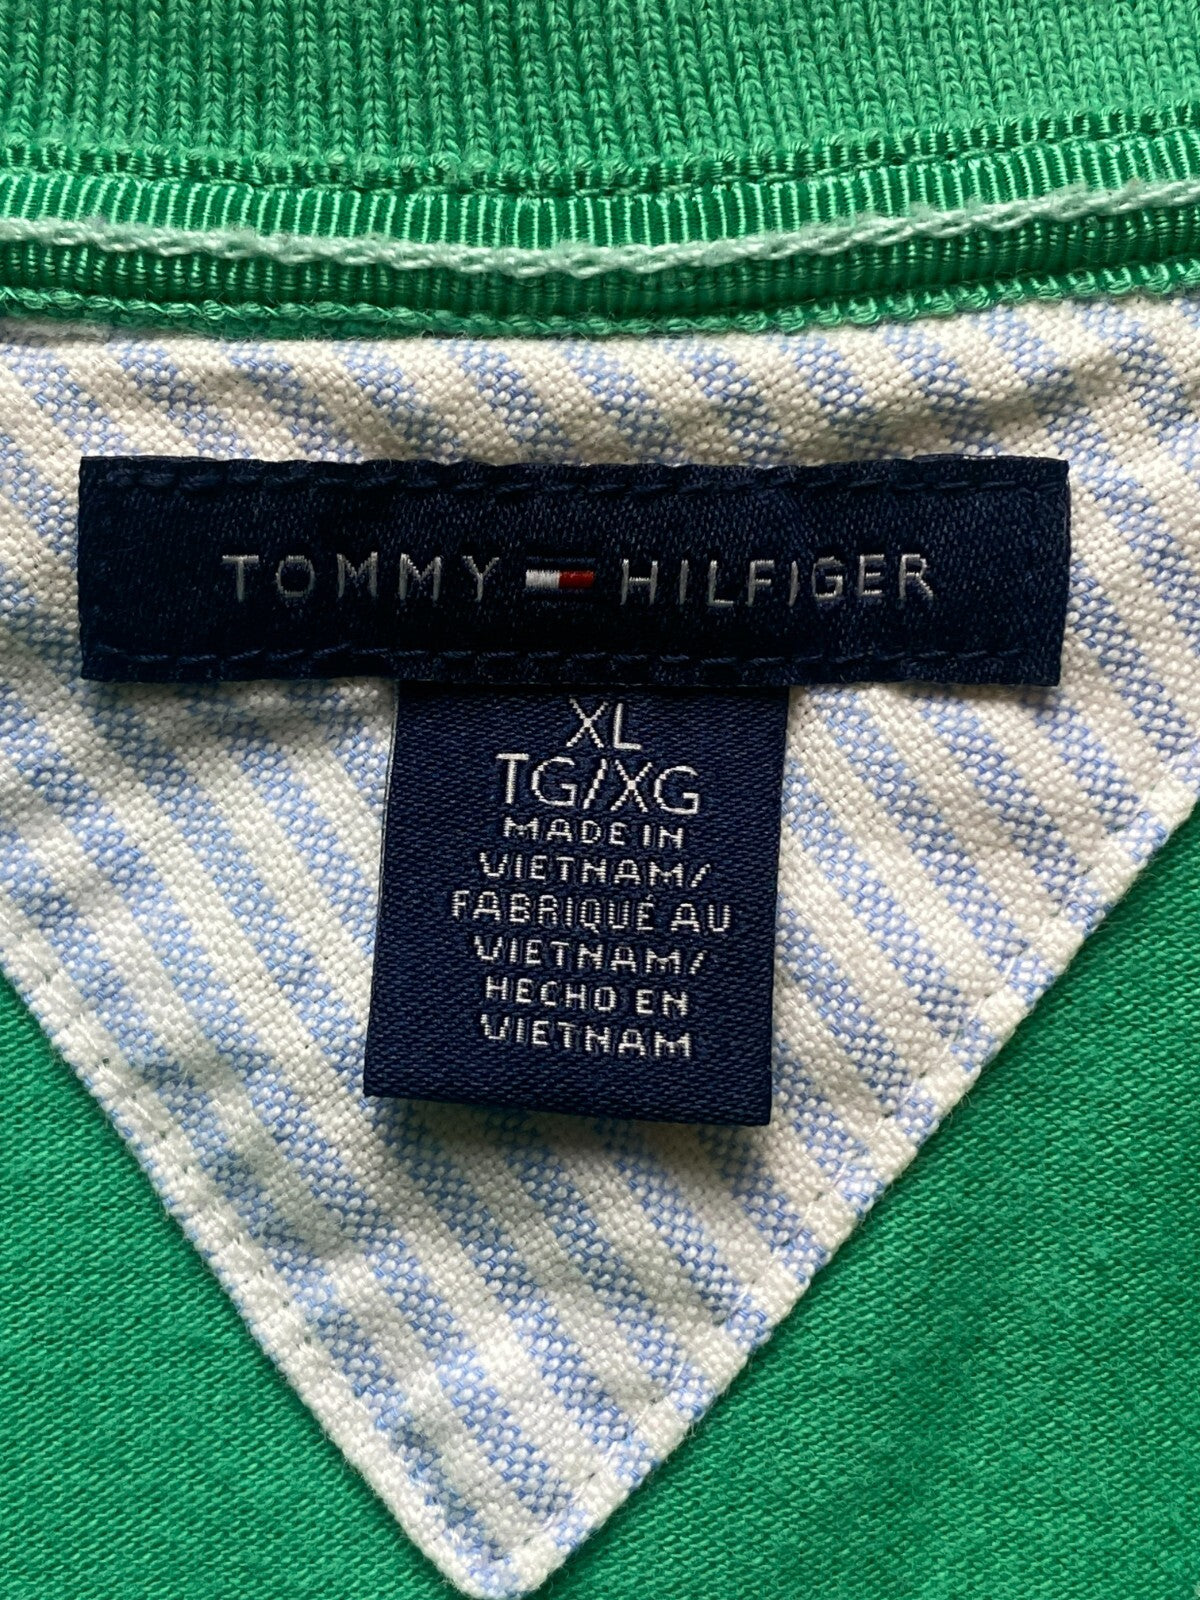 TOMMY HILFIGER
XL
TG/XG
MADE IN
VIETNAM/
FABRIQUÉ AU
VIETNAM/
HECHO EN
VIETNAM